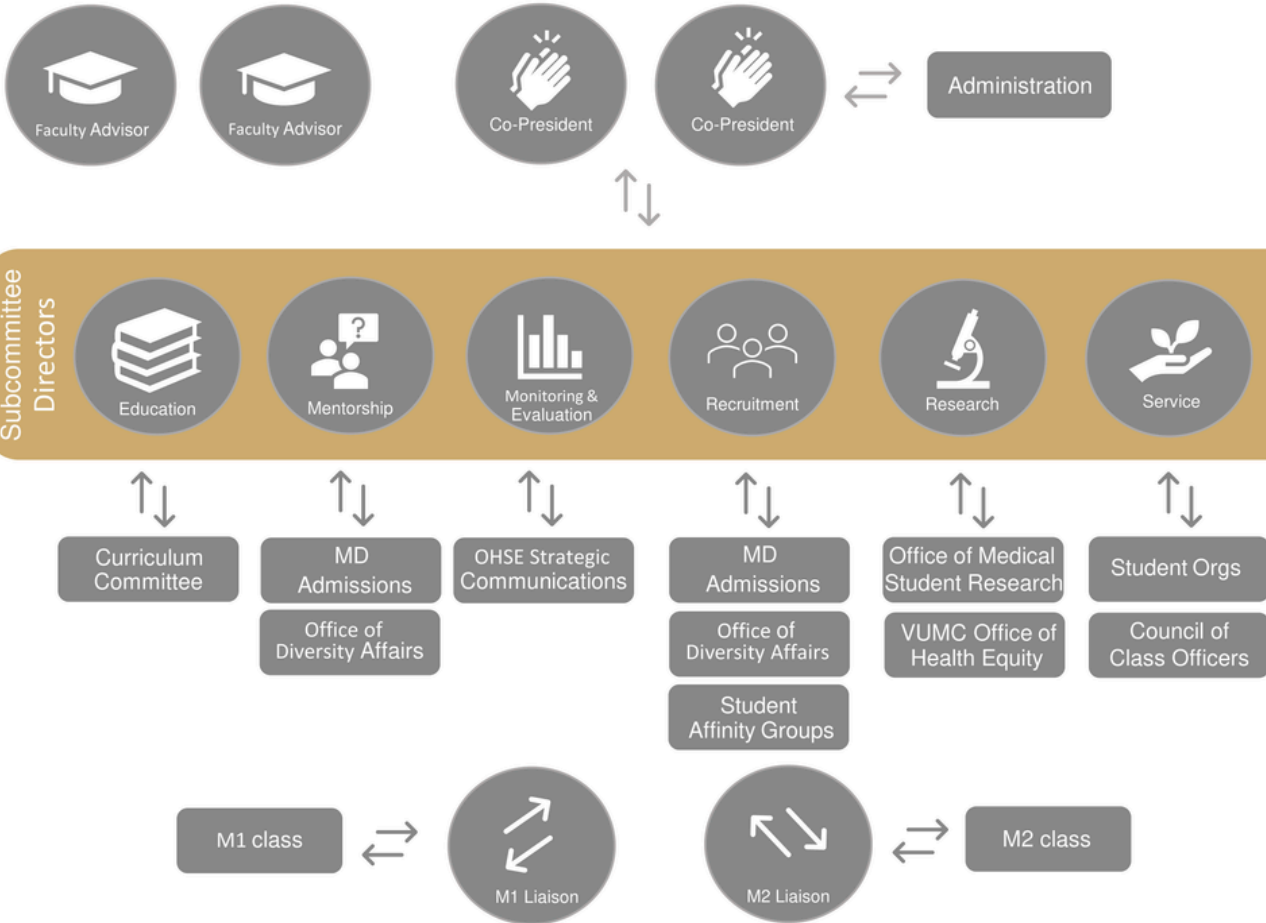 Faculty Advisor
Faculty Advisor
Co-President
Co-President
Administration
Subcommittee
Directors
?
Education
Mentorship
Monitoring &
Evaluation
Recruitment
Research
Service
Curriculum
Committee
MD
Admissions
Office of
Diversity Affairs
OHSE Strategic
Communications
MD
Admissions
Office of
Diversity Affairs
Student
Affinity Groups
Office of Medical
Student Research
VUMC Office of
Health Equity
Student Orgs
Council of
Class Officers
M1 class
M1 Liaison
M2 Liaison
M2 class